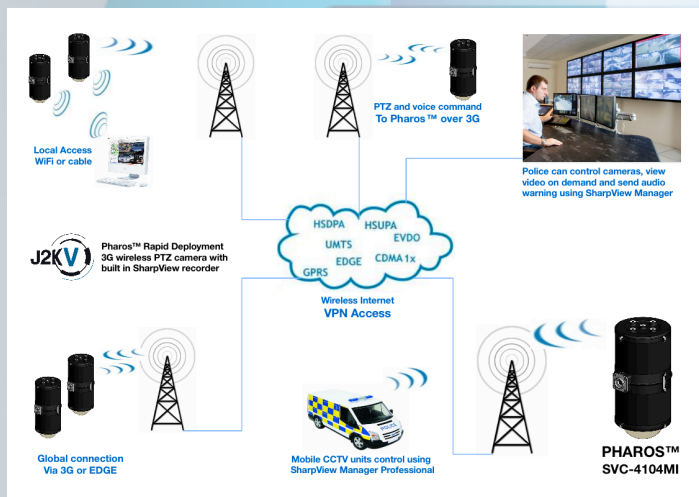 PTZ and voice command
To Pharos™ over 3G
Local Access
WiFi or cable
Police can control cameras, view
video on demand and send audio
warning using SharpView Manager
HSDPA
HSUPA
UMTS
EVDO
EDGE
CDMA 1x
GPRS
J2KV
Pharos™ Rapid Deployment
3G wireless PTZ camera with
built in SharpView recorder
Wireless Internet
VPN Access
POLICE
Global connection
Via 3G or EDGE
Mobile CCTV units control using
SharpView Manager Professional
PHAROS™
SVC-4104MI